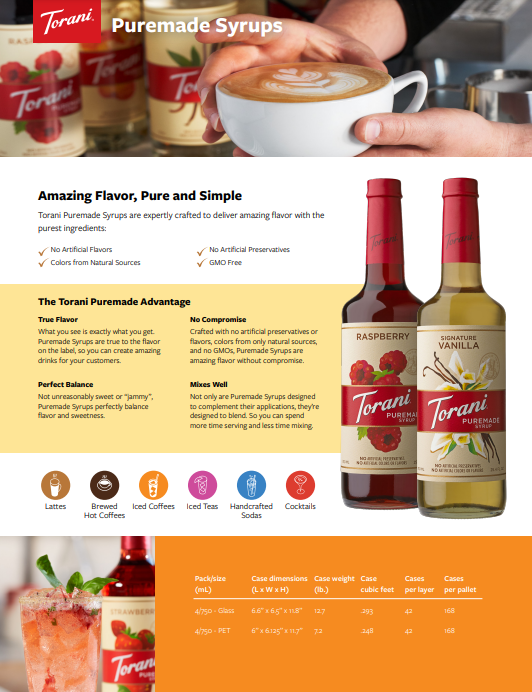 Torani
Puremade Syrups
Torani
Torani
Amazing Flavor, Pure and Simple
Torani Puremade Syrups are expertly crafted to deliver amazing flavor with the
purest ingredients:
No Artificial Flavors
No Artificial Preservatives
Colors from Natural Sources
GMO Free
The Torani Puremade Advantage
True Flavor
What you see is exactly what you get.
Puremade Syrups are true to the flavor
on the label, so you can create amazing
drinks for your customers.
No Compromise
Crafted with no artificial preservatives or
flavors, colors from only natural sources,
and no GMOs, Puremade Syrups are
amazing flavor without compromise.
Perfect Balance
Not unreasonably sweet or “jammy”,
Puremade Syrups perfectly balance
flavor and sweetness.
Mixes Well
Not only are Puremade Syrups designed
to complement their applications, they’re
designed to blend. So you can spend
more time serving and less time mixing.
RASPBERRY
Torani
PUREMADE
SYRUP
SIGNATURE
VANILLA
Torani
PUREMADE
SYRUP
Lattes
Brewed
Hot Coffees
Iced Coffees
Iced Teas
Handcrafted
Sodas
Cocktails
STRAWBERRY
Torani
Pack/size
(mL)
Case dimensions
(L x W x H)
Case weight
(lb.)
Case
cubic feet
Cases
per layer
Cases
per pallet
4/750 - Glass 6.6" x 6.5" x 11.8" 12.7 .293 42 168
4/750 - PET 6" x 6.125" x 11.7" 7.2 .248 42 168